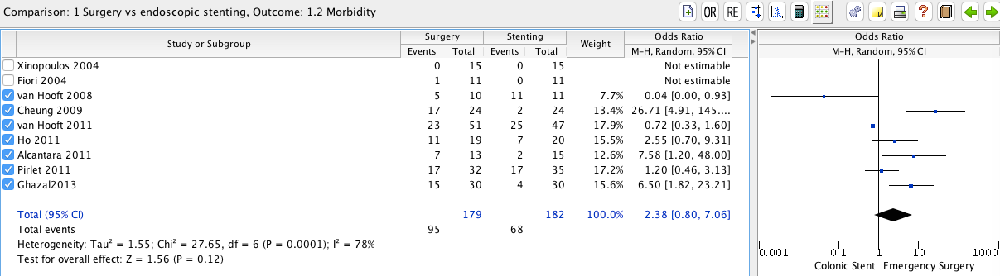 Comparison: 1 Surgery vs endoscopic stenting, Outcome: 1.2 Morbidity
OR RE
Surgery Stenting Odds Ratio Odds Ratio
Study or Subgroup Events Total Events Total Weight M-H, Random, 95% CI M-H, Random, 95% CI
Xinopoulos 2004 0 15 0 15 Not estimable
Fiori 2004 1 11 0 11 Not estimable
van Hooft 2008 5 10 11 11 7.7% 0.04 [0.00, 0.93]
Cheung 2009 17 24 2 24 13.4% 26.71 [4.91, 145....
van Hooft 2011 23 51 25 47 17.9% 0.72 [0.33, 1.60]
Ho 2011 11 19 7 20 15.5% 2.55 [0.70, 9.31]
Alcantara 2011 7 13 2 15 12.6% 7.58 [1.20, 48.00]
Pirlet 2011 17 32 17 35 17.2% 1.20 [0.46, 3.13]
Ghazal2013 15 30 4 30 15.6% 6.50 [1.82, 23.21]
Total (95% CI) 179 182 100.0% 2.38 [0.80, 7.06]
Total events 95 68
Heterogeneity: Tau² = 1.55; Chi² = 27.65, df = 6 (P = 0.0001); I² = 78%
Test for overall effect: Z = 1.56 (P = 0.12)
0.001 0.1 1 10 1000
Colonic Stent Emergency Surgery